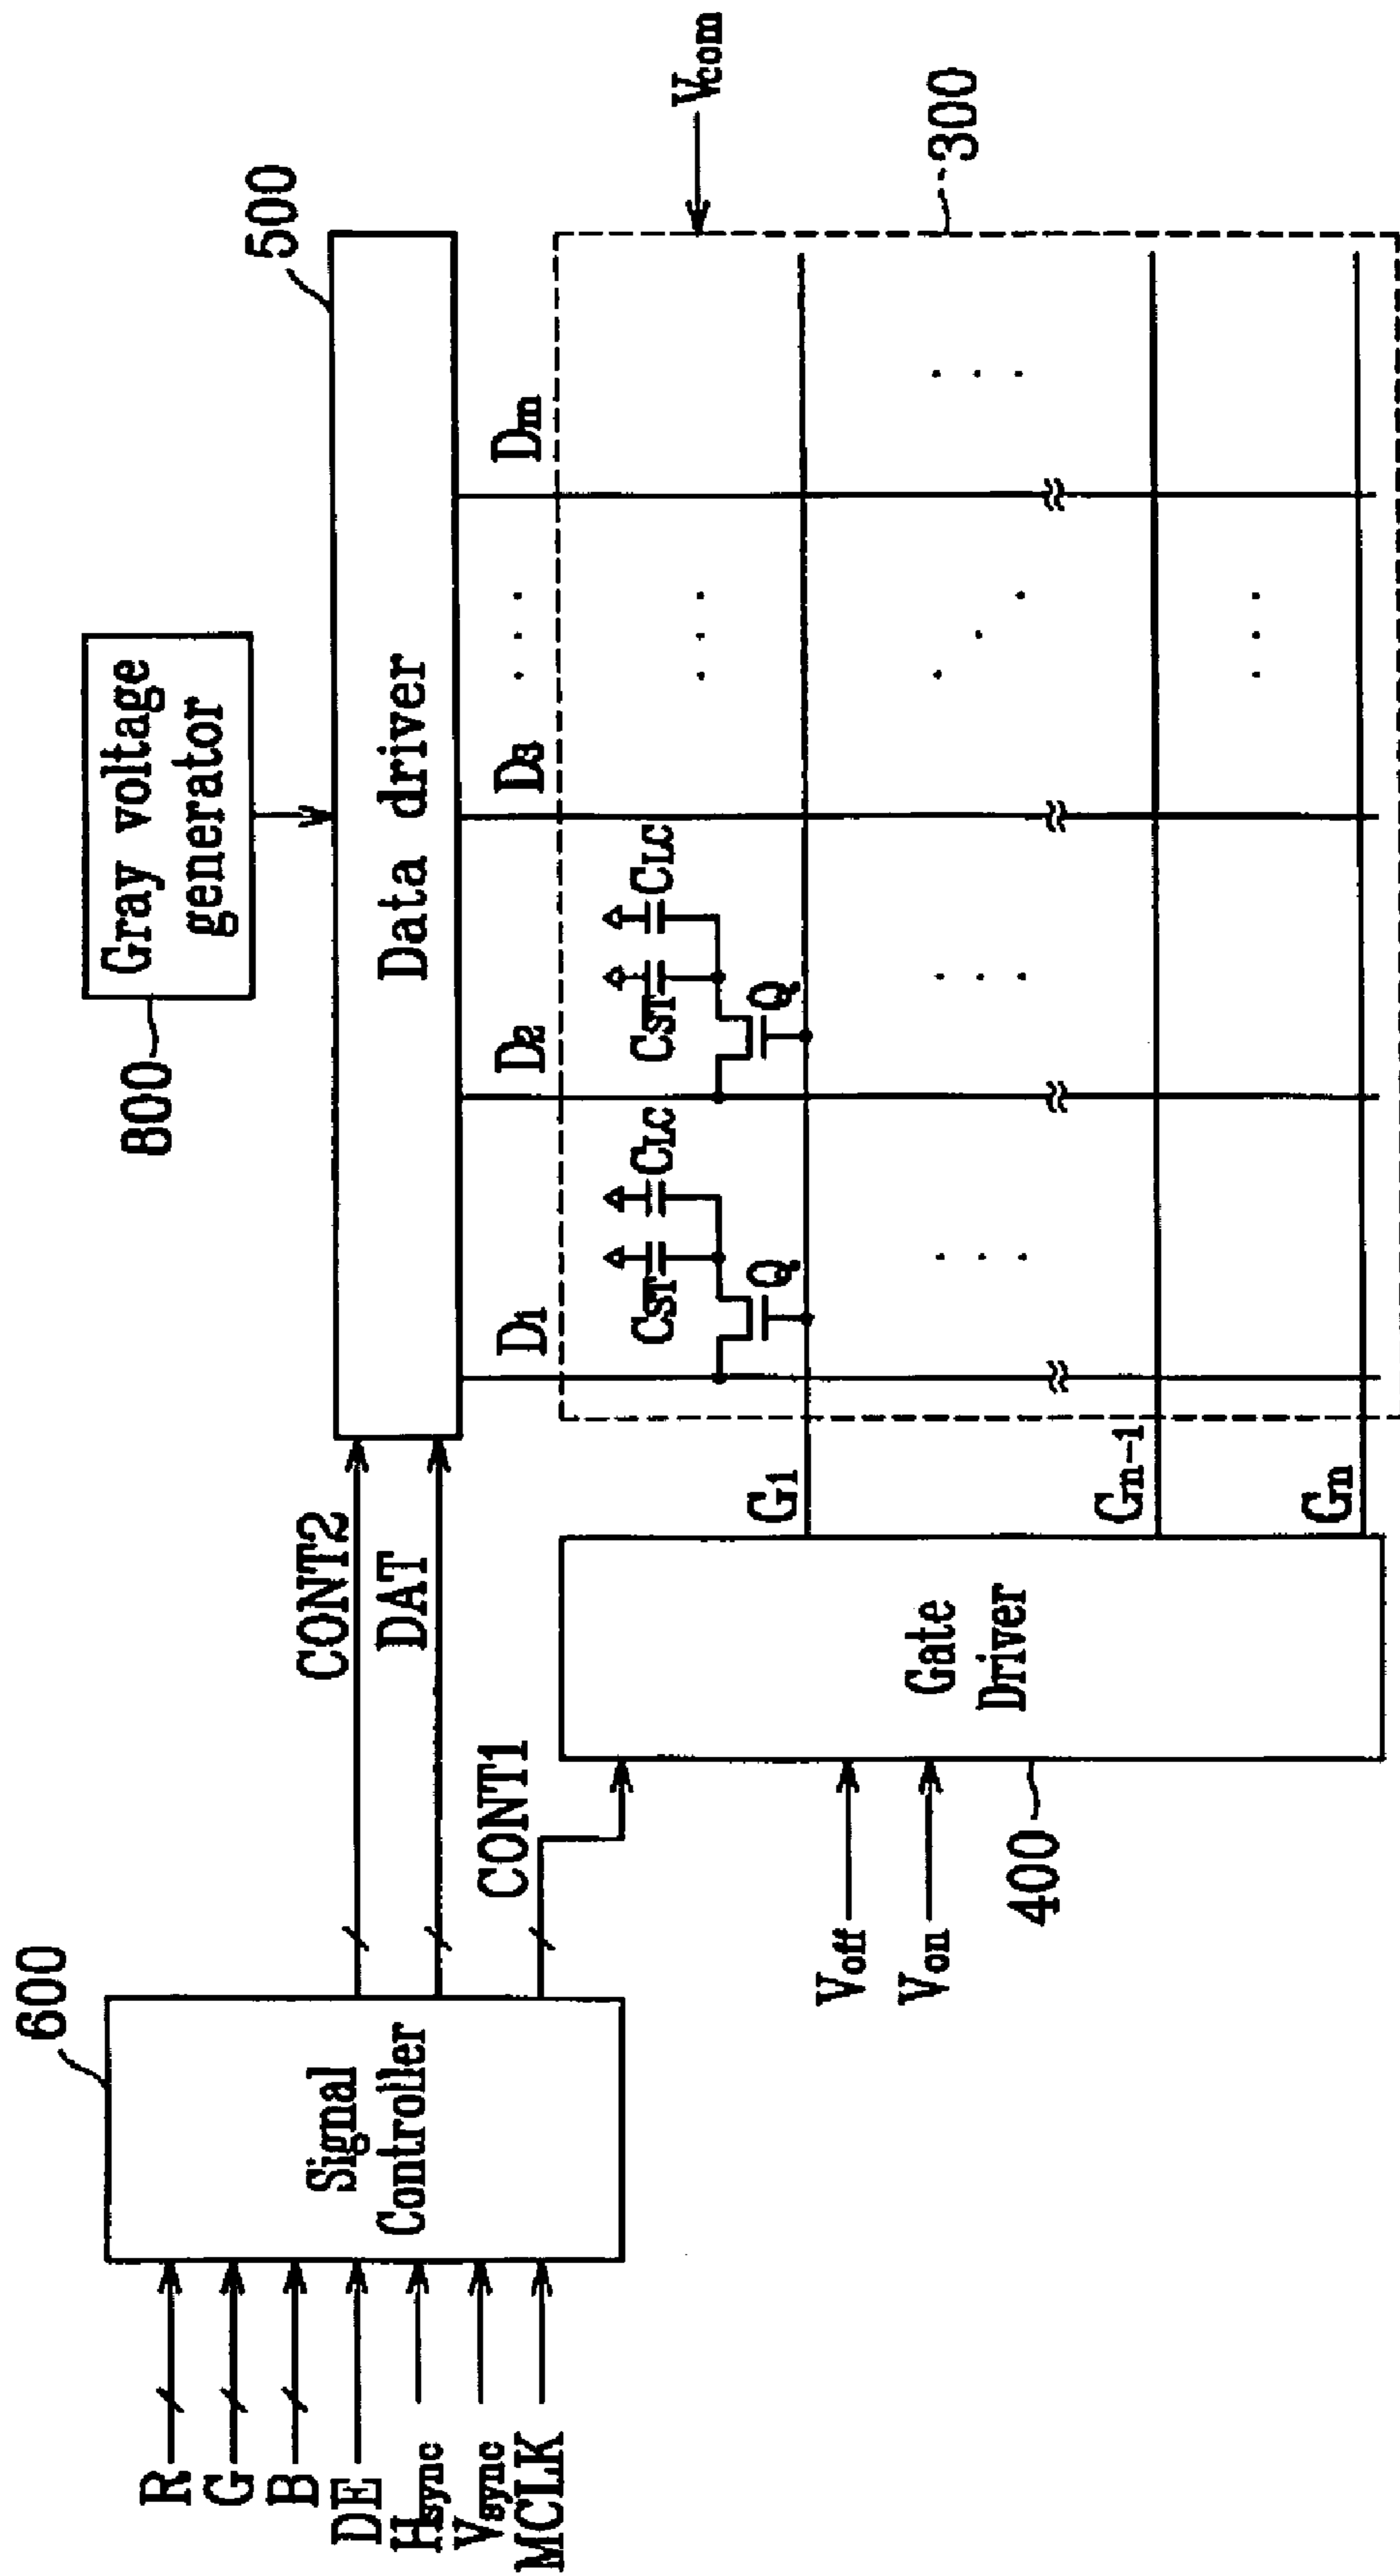 800
Gray voltage
generator
600
500
R
G
B
DE
Hsync
Vsync
MCLK
Signal
Controller
CONT2
DAT
CONT1
Data driver
D1
D2
D3
Dm
Vcom
CST
CLC
CST
CLC
Q
Q
300
G1
Gn-1
Gn
Gate
Driver
Voff
Von
400